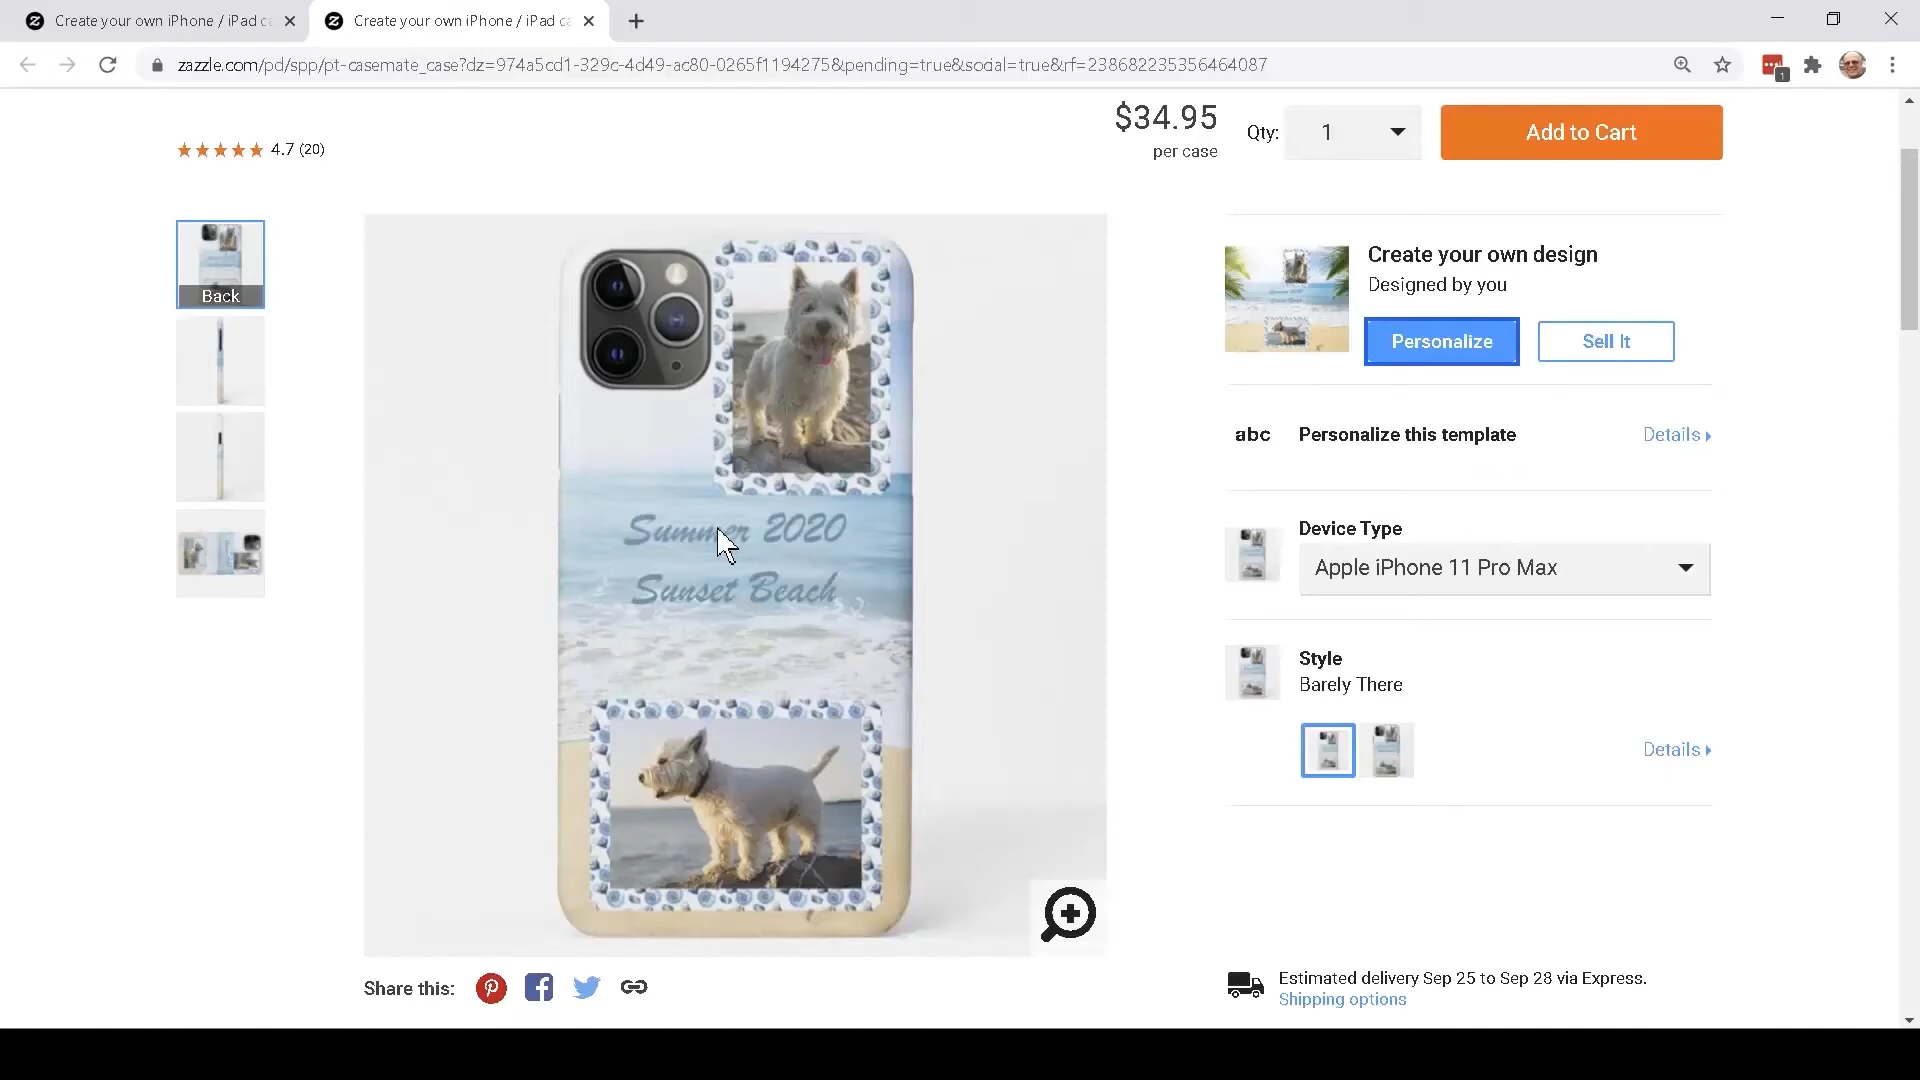 Create your own iPhone / iPad ca
Create your own iPhone / iPad ca
zazzle.com/pd/spp/pt-casemate_case?dz=974a5cd1-329c-4d49-ac80-0265f1194275&pending=true&social=true&rf=238682235356464087
1
4.7 (20)
$34.95
per case
Qty:
1
Add to Cart
Back
Summer 2020
Sunset Beach
Create your own design
Designed by you
Personalize
Sell It
abc
Personalize this template
Details
Device Type
Apple iPhone 11 Pro Max
Style
Barely There
Details
Share this:
Estimated delivery Sep 25 to Sep 28 via Express.
Shipping options